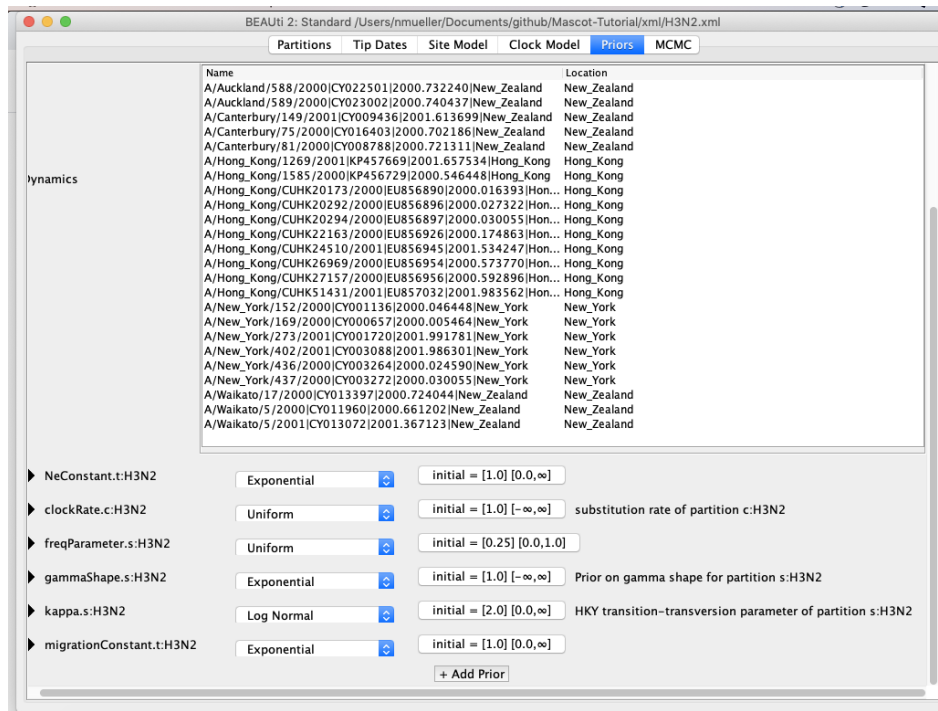 BEAUti 2: Standard /Users/nmueller/Documents/github/Mascot-Tutorial/xml/H3N2.xml
Partitions Tip Dates Site Model Clock Model Priors MCMC
Name Location
A/Auckland/588/2000|CY022501|2000.732240|New_Zealand New_Zealand
A/Auckland/589/2000|CY023002|2000.740437|New_Zealand New_Zealand
A/Canterbury/149/2001|CY009436|2001.613699|New_Zealand New_Zealand
A/Canterbury/75/2000|CY016403|2000.702186|New_Zealand New_Zealand
A/Canterbury/81/2000|CY008788|2000.721311|New_Zealand New_Zealand
A/Hong_Kong/1269/2001|KP457669|2001.657534|Hong_Kong Hong_Kong
ynamics A/Hong_Kong/1585/2000|KP456729|2000.546448|Hong_Kong Hong_Kong
A/Hong_Kong/CUHK20173/2000|EU856890|2000.016393|Hon... Hong_Kong
A/Hong_Kong/CUHK20292/2000|EU856896|2000.027322|Hon... Hong_Kong
A/Hong_Kong/CUHK20294/2000|EU856897|2000.030055|Hon... Hong_Kong
A/Hong_Kong/CUHK22163/2000|EU856926|2000.174863|Hon... Hong_Kong
A/Hong_Kong/CUHK24510/2001|EU856945|2001.534247|Hon... Hong_Kong
A/Hong_Kong/CUHK26969/2000|EU856954|2000.573770|Hon... Hong_Kong
A/Hong_Kong/CUHK27157/2000|EU856956|2000.592896|Hon... Hong_Kong
A/Hong_Kong/CUHK51431/2001|EU857032|2001.983562|Hon... Hong_Kong
A/New_York/152/2000|CY001136|2000.046448|New_York New_York
A/New_York/169/2000|CY000657|2000.005464|New_York New_York
A/New_York/273/2001|CY001720|2001.991781|New_York New_York
A/New_York/402/2001|CY003088|2001.986301|New_York New_York
A/New_York/436/2000|CY003264|2000.024590|New_York New_York
A/New_York/437/2000|CY003272|2000.030055|New_York New_York
A/Waikato/17/2000|CY013397|2000.724044|New_Zealand New_Zealand
A/Waikato/5/2000|CY011960|2000.661202|New_Zealand New_Zealand
A/Waikato/5/2001|CY013072|2001.367123|New_Zealand New_Zealand
NeConstant.t:H3N2 Exponential initial = [1.0] [0.0,∞]
clockRate.c:H3N2 Uniform initial = [1.0] [-∞,∞] substitution rate of partition c:H3N2
freqParameter.s:H3N2 Uniform initial = [0.25] [0.0,1.0]
gammaShape.s:H3N2 Exponential initial = [1.0] [-∞,∞] Prior on gamma shape for partition s:H3N2
kappa.s:H3N2 Log Normal initial = [2.0] [0.0,∞] HKY transition-transversion parameter of partition s:H3N2
migrationConstant.t:H3N2 Exponential initial = [1.0] [0.0,∞]
+ Add Prior